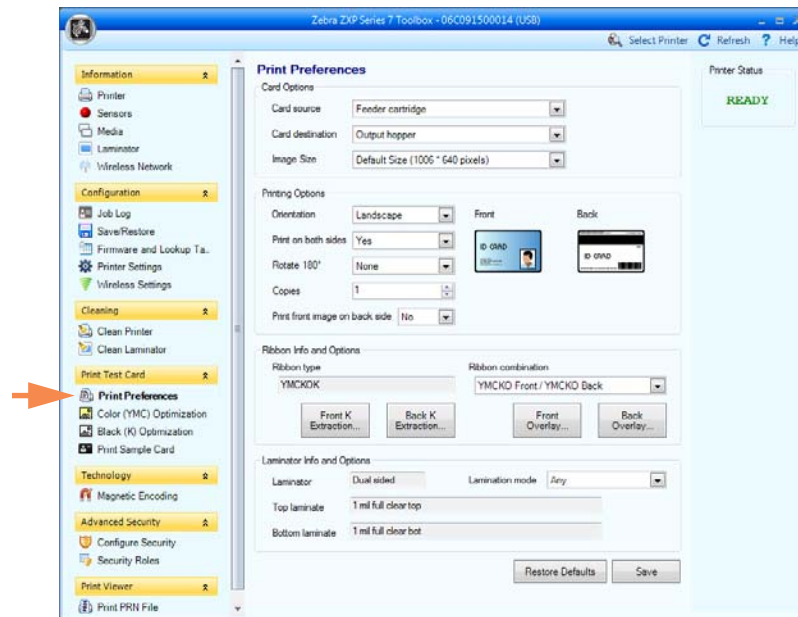 Zebra ZXP Series 7 Toolbox - 06C091500014 (USB)
Select Printer Refresh ? Help
Information
Printer
Sensors
Media
Laminator
Wireless Network
Configuration
Job Log
Save/Restore
Firmware and Lookup Ta..
Printer Settings
Wireless Settings
Cleaning
Clean Printer
Clean Laminator
Print Test Card
Print Preferences
Color (YMC) Optimization
Black (K) Optimization
Print Sample Card
Technology
Magnetic Encoding
Advanced Security
Configure Security
Security Roles
Print Viewer
Print PRN File
Print Preferences
Card Options
Card source Feeder cartridge
Card destination Output hopper
Image Size Default Size (1006 * 640 pixels)
Printing Options
Orientation Landscape Front Back
Print on both sides Yes
ID CARD
ID CARD
Rotate 180° None
Copies 1
Print front image on back side No
Ribbon Info and Options
Ribbon type Ribbon combination
YMCKOK YMCKO Front / YMCKO Back
Front K Extraction...
Back K Extraction...
Front Overlay...
Back Overlay...
Laminator Info and Options
Laminator Dual sided Lamination mode Any
Top laminate 1 mil full clear top
Bottom laminate 1 mil full clear bot
Restore Defaults Save
Printer Status
READY